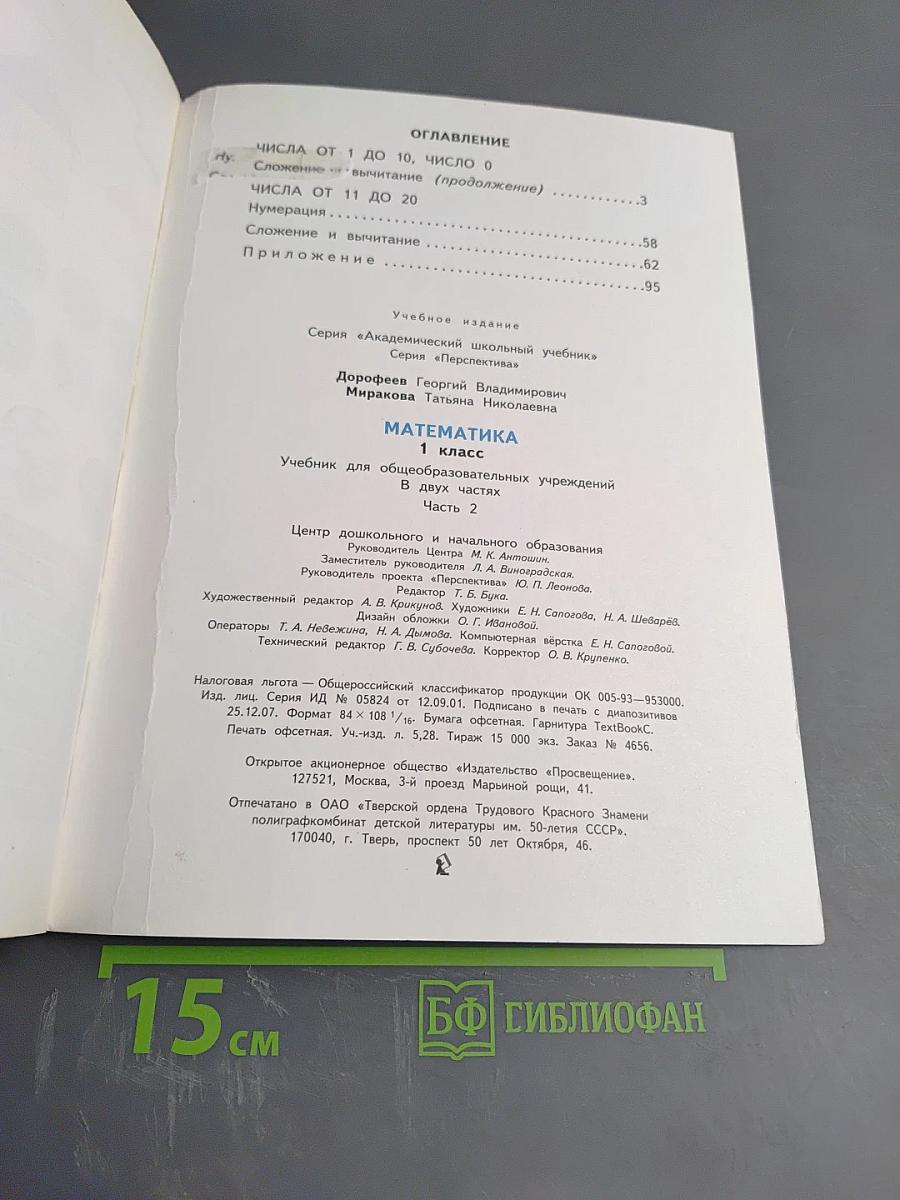 ОГЛАВЛЕНИЕ
ЧИСЛА ОТ 1 ДО 10, ЧИСЛО 0
Сложение вычитание (продолжение) ............3
ЧИСЛА ОТ 11 ДО 20
Нумерация.......................................58
Сложение и вычитание ...........................62
Приложение .................................95
Учебное издание
Серия «Академический школьный учебник»
Серия «Перспектива»
Дорофеев Георгий Владимирович
Миракова Татьяна Николаевна
МАТЕМАТИКА
1 класс
Учебник для общеобразовательных учреждений
В двух частях
Часть 2
Центр дошкольного и начального образования
Руководитель Центра М. К. Антошин.
Заместитель руководителя Л. А. Виноградская.
Руководитель проекта «Перспектива» Ю. П. Леонова.
Редактор Т. Б. Бука.
Художественный редактор А. В. Крикунов. Художники Е. Н. Сапогова, Н. А. Шеварёв.
Дизайн обложки О. Г. Ивановой.
Операторы Т. А. Невежина, Н. А. Дымова. Компьютерная вёрстка Е. Н. Сапоговой.
Технический редактор Г. В. Субочева. Корректор О. В. Крупенко.
Налоговая льгота — Общероссийский классификатор продукции ОК 005-93—953000.
Изд. лиц. Серия ИД № 05824 от 12.09.01. Подписано в печать с диапозитивов
25.12.07. Формат 84×108 1/16. Бумага офсетная. Гарнитура TextBookC.
Печать офсетная. Уч.-изд. л. 5,28. Тираж 15 000 экз. Заказ № 4656.
Открытое акционерное общество «Издательство «Просвещение».
127521, Москва, 3-й проезд Марьиной рощи, 41.
Отпечатано в ОАО «Тверской ордена Трудового Красного Знамени
полиграфкомбинат детской литературы им. 50-летия СССР».
170040, г. Тверь, проспект 50 лет Октября, 46.
15 см
БФ БИБЛИОФАН